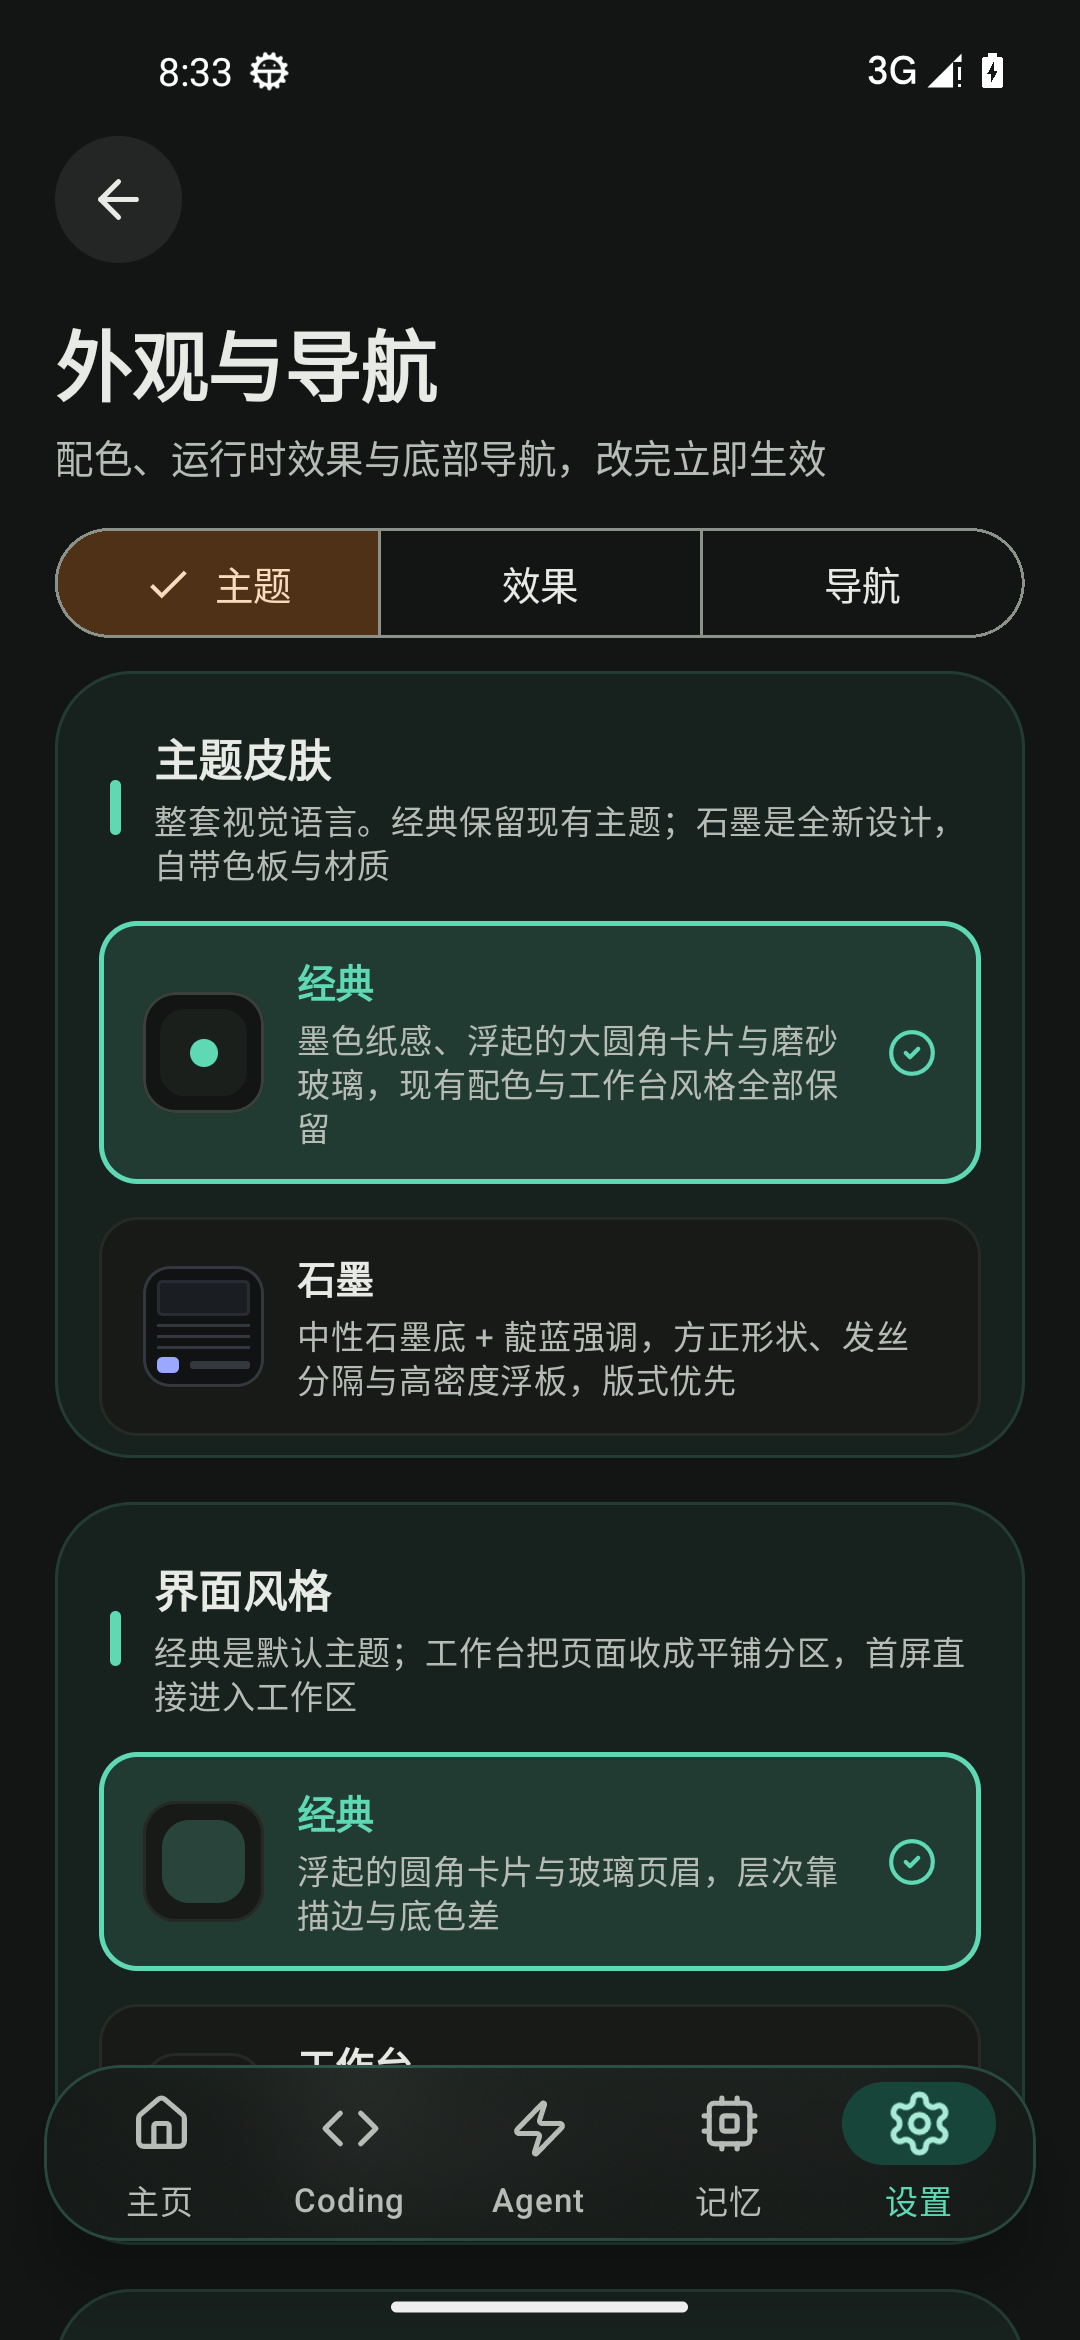 8:33
3G
外观与导航
配色、运行时效果与底部导航，改完立即生效
主题
效果
导航
主题皮肤
整套视觉语言。经典保留现有主题；石墨是全新设计，
自带色板与材质
经典
墨色纸感、浮起的大圆角卡片与磨砂
玻璃，现有配色与工作台风格全部保
留
石墨
中性石墨底 + 靛蓝强调，方正形状、发丝
分隔与高密度浮板，版式优先
界面风格
经典是默认主题；工作台把页面收成平铺分区，首屏直
接进入工作区
经典
浮起的圆角卡片与玻璃页眉，层次靠
描边与底色差
工作台
主页
Coding
Agent
记忆
设置